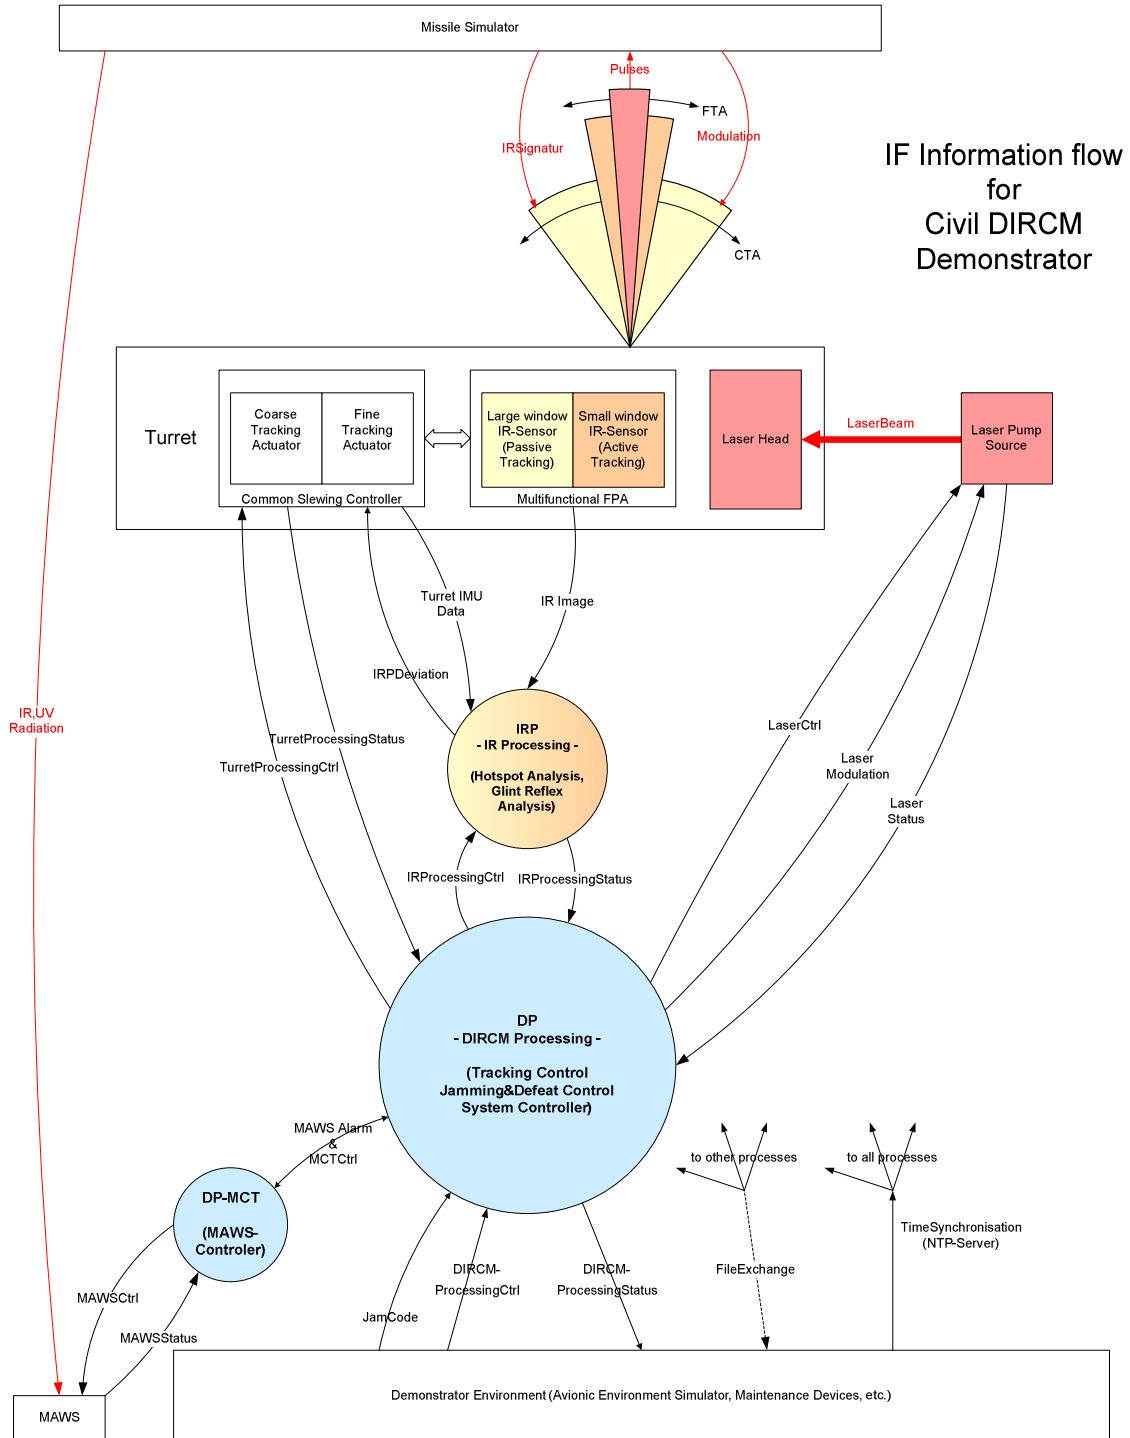 Missile Simulator
Pulses
FTA
IRSignatur
Modulation
CTA
IF Information flow
for
Civil DIRCM
Demonstrator
Turret
Coarse
Tracking
Actuator
Fine
Tracking
Actuator
Common Slewing Controller
Large window
IR-Sensor
(Passive
Tracking)
Small window
IR-Sensor
(Active
Tracking)
Multifunctional FPA
Laser Head
LaserBeam
Laser Pump
Source
Turret IMU
Data
IR Image
IRPDeviation
IR,UV
Radiation
TurretProcessingStatus
TurretProcessingCtrl
IRP
- IR Processing -
(Hotspot Analysis,
Glint Reflex
Analysis)
LaserCtrl
Laser
Modulation
Laser
Status
IRProcessingCtrl
IRProcessingStatus
DP
- DIRCM Processing -
(Tracking Control
Jamming&Defeat Control
System Controller)
MAWS Alarm
&
MCTCtrl
to other processes
to all processes
DP-MCT
(MAWS-
Controler)
TimeSynchronisation
(NTP-Server)
DIRCM-
ProcessingCtrl
DIRCM-
ProcessingStatus
FileExchange
MAWSCtrl
JamCode
MAWSStatus
Demonstrator Environment (Avionic Environment Simulator, Maintenance Devices, etc.)
MAWS